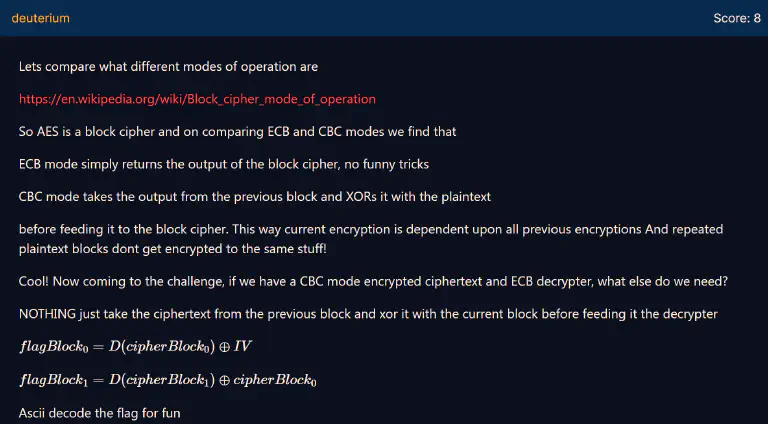 deuterium
Score: 8
Lets compare what different modes of operation are
https://en.wikipedia.org/wiki/Block_cipher_mode_of_operation
So AES is a block cipher and on comparing ECB and CBC modes we find that
ECB mode simply returns the output of the block cipher, no funny tricks
CBC mode takes the output from the previous block and XORs it with the plaintext
before feeding it to the block cipher. This way current encryption is dependent upon all previous encryptions And repeated
plaintext blocks dont get encrypted to the same stuff!
Cool! Now coming to the challenge, if we have a CBC mode encrypted ciphertext and ECB decrypter, what else do we need?
NOTHING just take the ciphertext from the previous block and xor it with the current block before feeding it the decrypter
flagBlock₀ = D(cipherBlock₀) ⊕ IV
flagBlock₁ = D(cipherBlock₁) ⊕ cipherBlock₀
Ascii decode the flag for fun